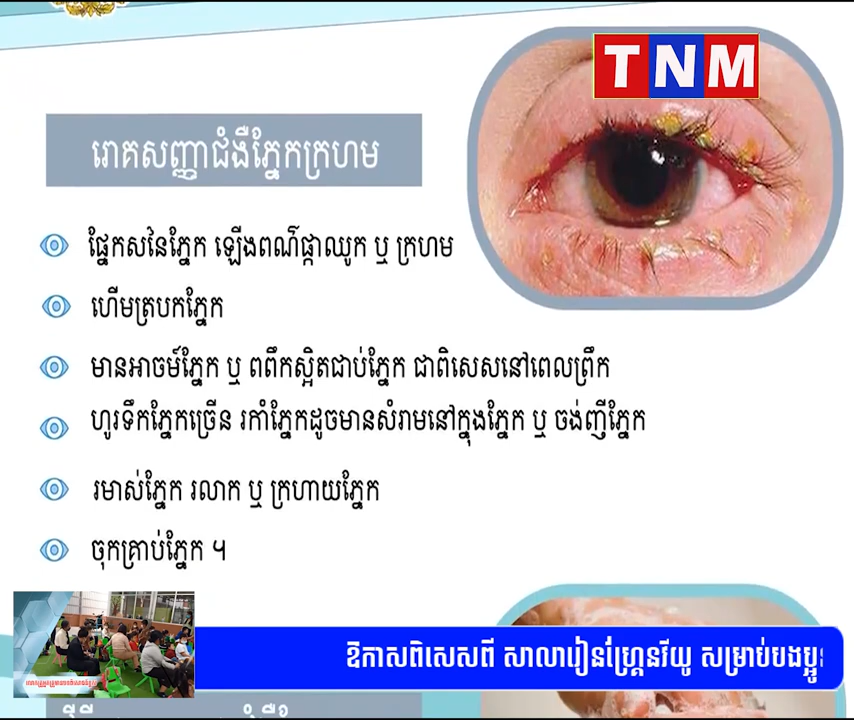 TNM
រោគសញ្ញាជំងឺភ្នែកក្រហម
ផ្នែកសនៃភ្នែក ឡើងពណ៌ផ្កាឈូក ឬ ក្រហម
ហើមត្របកភ្នែក
មានអាចម៍ភ្នែក ឬ ពពឹកស្អិតជាប់ភ្នែក ជាពិសេសនៅពេលព្រឹក
ហូរទឹកភ្នែកច្រើន រកាំភ្នែកដូចមានសំរាមនៅក្នុងភ្នែក ឬ ចង់ញីភ្នែក
រមាស់ភ្នែក រលាក ឬ ក្រហាយភ្នែក
ចុកគ្រាប់ភ្នែក ។
ឱកាសពិសេសពី សាលារៀនហ្គ្រែនវីយូ សម្រាប់បងប្អូ